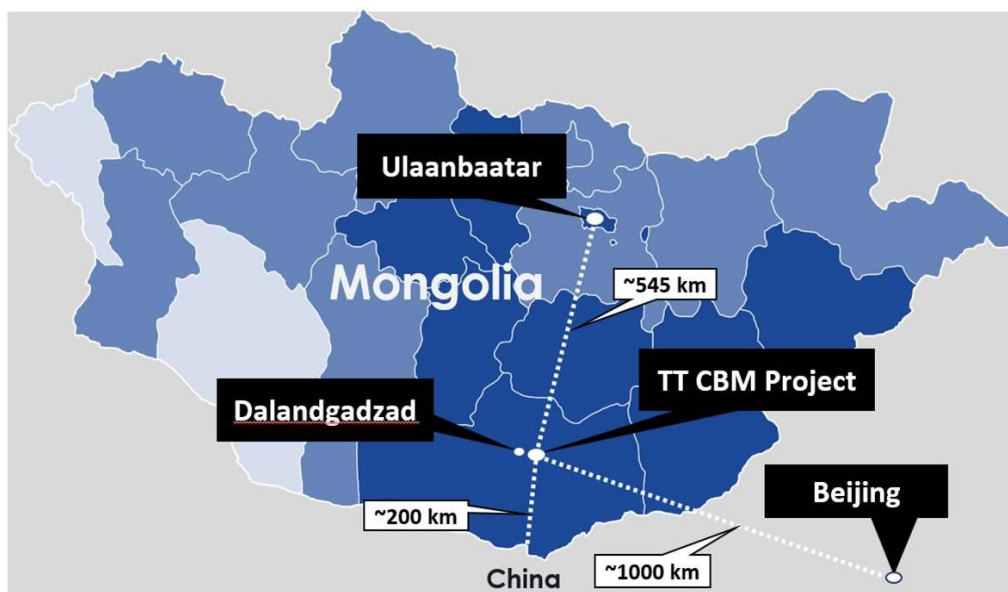 Ulaanbaatar
Mongolia
~545 km
TT CBM Project
Dalandgadzad
Beijing
~200 km
~1000 km
China